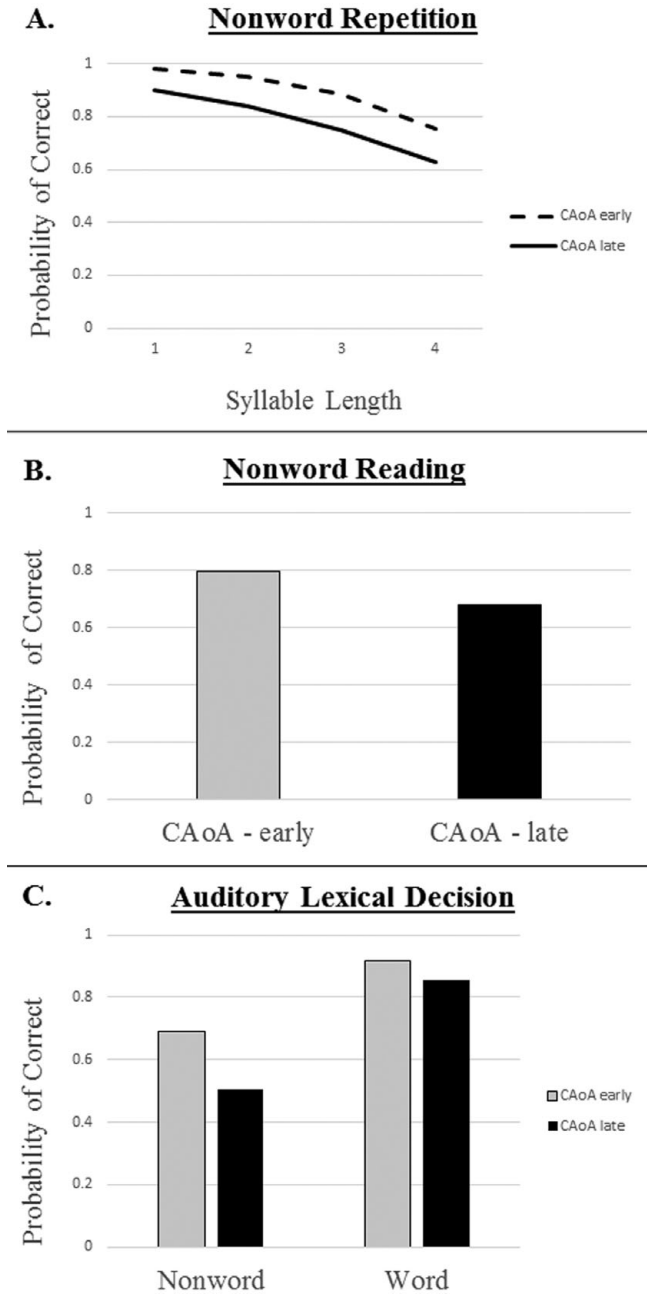 A.
Nonword Repetition
Probability of Correct
1
0.8
0.6
0.4
0.2
0
1 2 3 4
Syllable Length
CAoA early
CAoA late
B.
Nonword Reading
Probability of Correct
1
0.8
0.6
0.4
0.2
0
CAoA - early CAoA - late
C.
Auditory Lexical Decision
Probability of Correct
1
0.8
0.6
0.4
0.2
0
Nonword Word
CAoA early
CAoA late